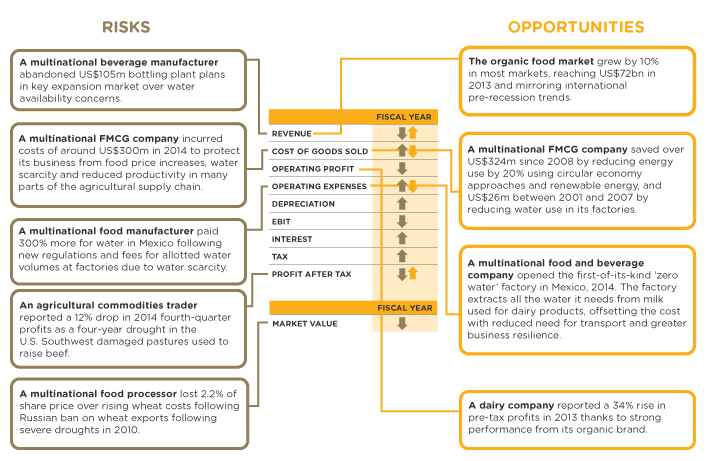 RISKS
A multinational beverage manufacturer
abandoned US$105m bottling plant plans
in key expansion market over water
availability concerns.
A multinational FMCG company incurred
costs of around US$300m in 2014 to protect
its business from food price increases, water
scarcity and reduced productivity in many
parts of the agricultural supply chain.
A multinational food manufacturer paid
300% more for water in Mexico following
new regulations and fees for allotted water
volumes at factories due to water scarcity.
An agricultural commodities trader
reported a 12% drop in 2014 fourth-quarter
profits as a four-year drought in the
U.S. Southwest damaged pastures used to
raise beef.
A multinational food processor lost 2.2% of
share price over rising wheat costs following
Russian ban on wheat exports following
severe droughts in 2010.
FISCAL YEAR
REVENUE
COST OF GOODS SOLD
OPERATING PROFIT
OPERATING EXPENSES
DEPRECIATION
EBIT
INTEREST
TAX
PROFIT AFTER TAX
FISCAL YEAR
MARKET VALUE
OPPORTUNITIES
The organic food market grew by 10%
in most markets, reaching US$72bn in
2013 and mirroring international
pre-recession trends.
A multinational FMCG company saved over
US$324m since 2008 by reducing energy
use by 20% using circular economy
approaches and renewable energy, and
US$26m between 2001 and 2007 by
reducing water use in its factories.
A multinational food and beverage
company opened the first-of-its-kind ‘zero
water’ factory in Mexico, 2014. The factory
extracts all the water it needs from milk
used for dairy products, offsetting the cost
with reduced need for transport and greater
business resilience.
A dairy company reported a 34% rise in
pre-tax profits in 2013 thanks to strong
performance from its organic brand.